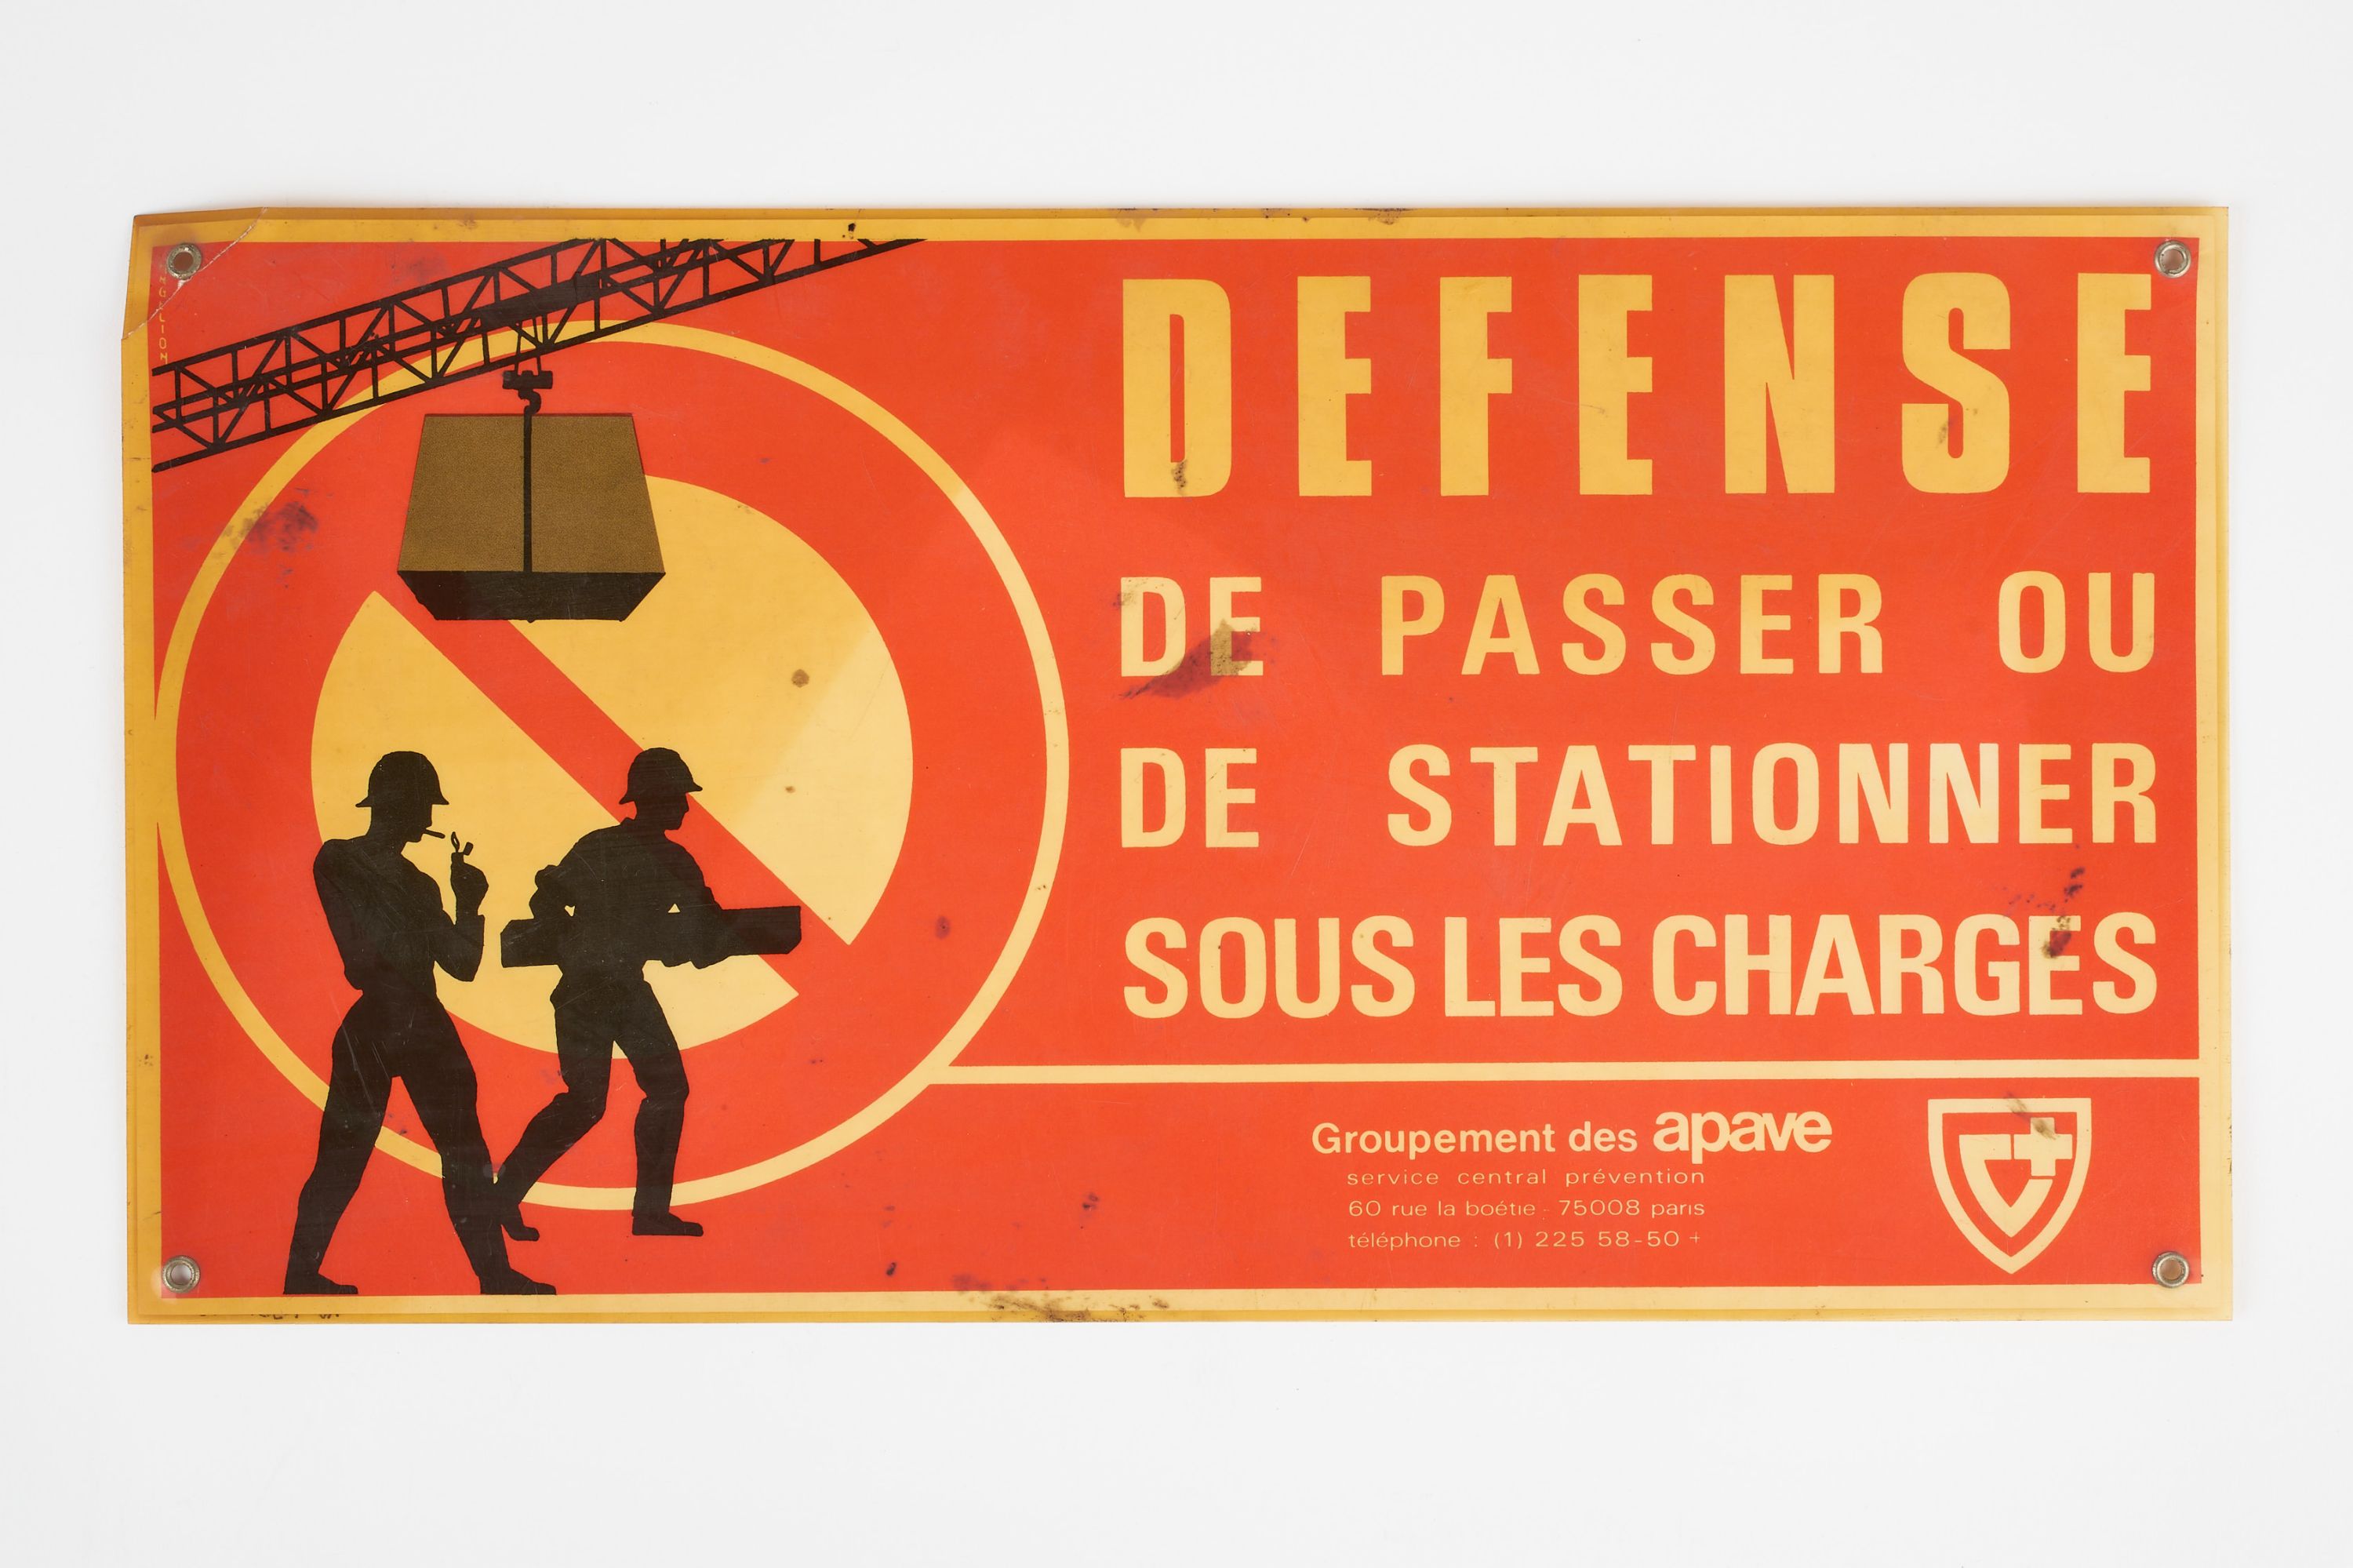 DEFENSE
DE PASSER OU
DE STATIONNER
SOUS LES CHARGES
Groupement des apave
service central prévention
60 rue la boétie - 75008 paris
téléphone : (1) 225 58-50 +